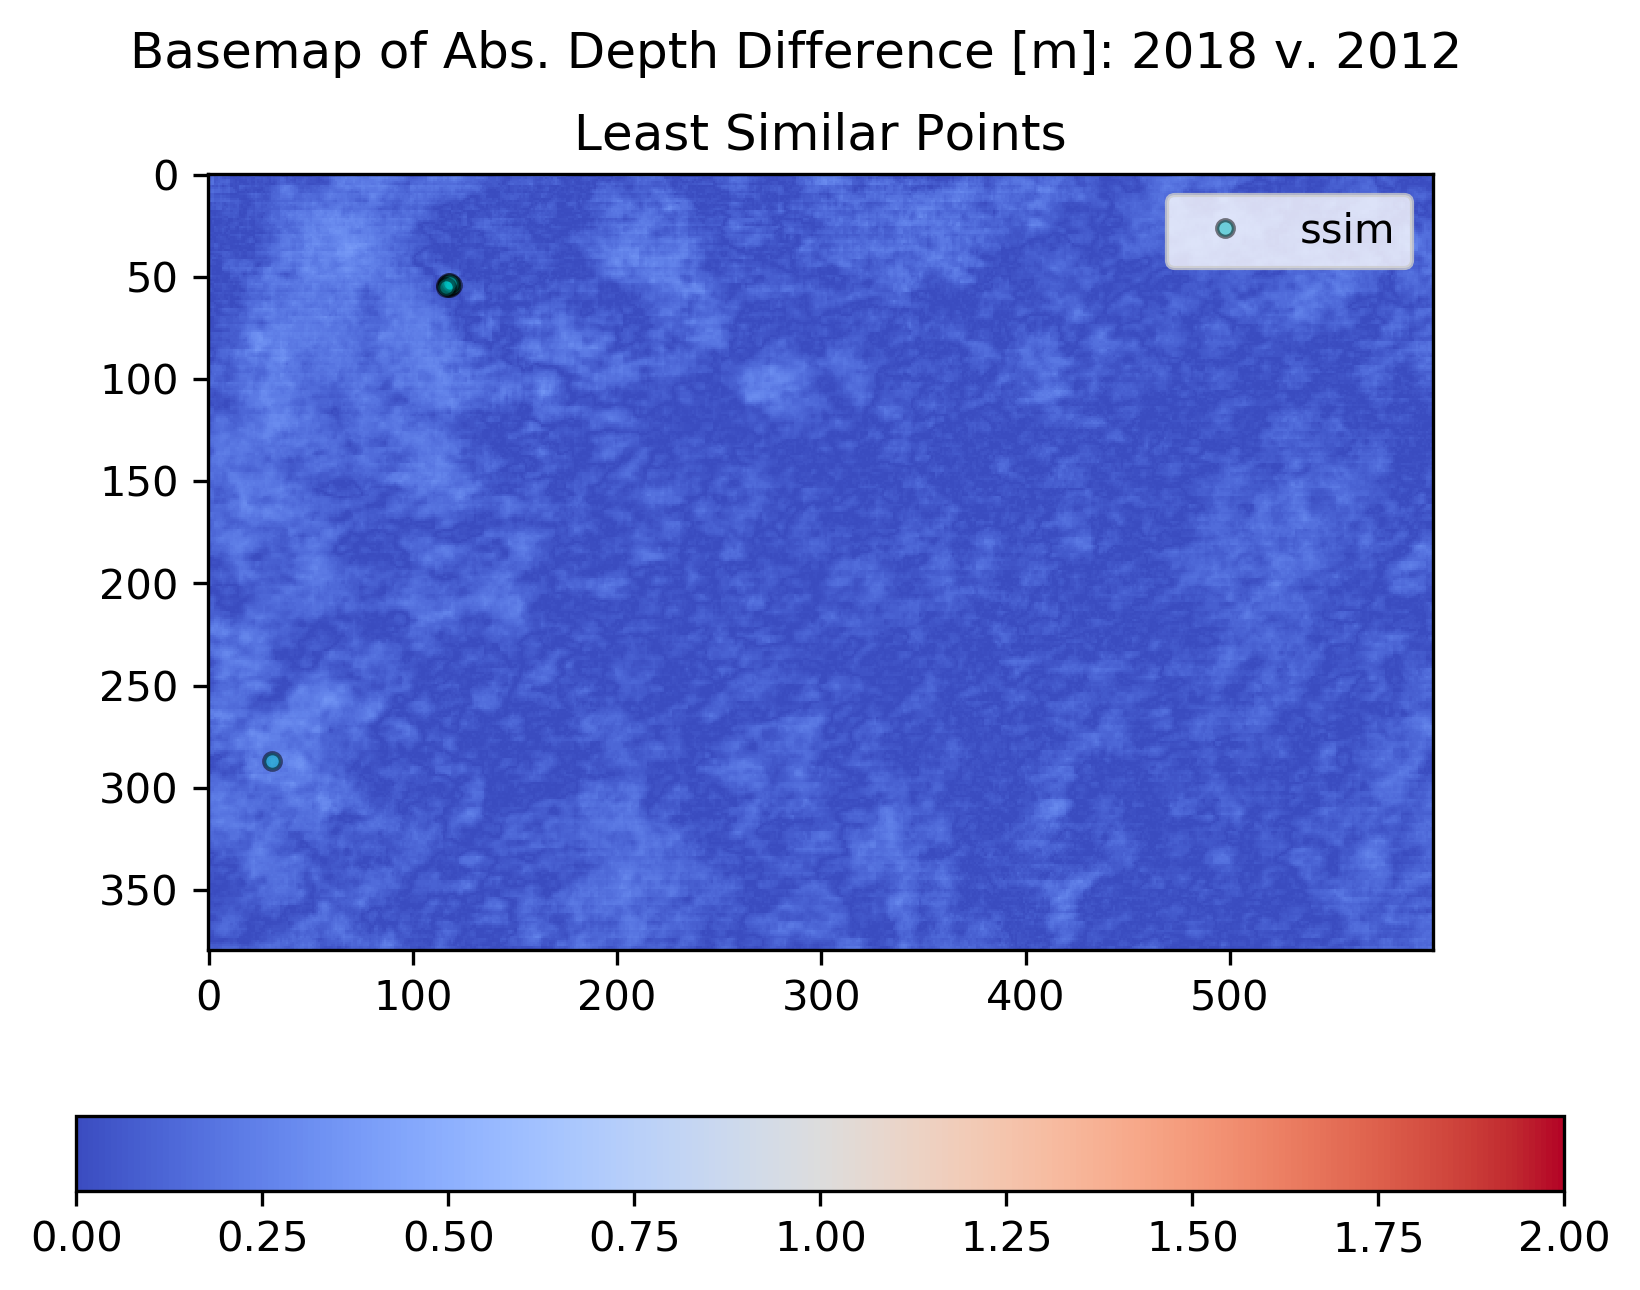 Basemap of Abs. Depth Difference [m]: 2018 v. 2012
Least Similar Points
ssim
0
50
100
150
200
250
300
350
0 100 200 300 400 500
0.00 0.25 0.50 0.75 1.00 1.25 1.50 1.75 2.00